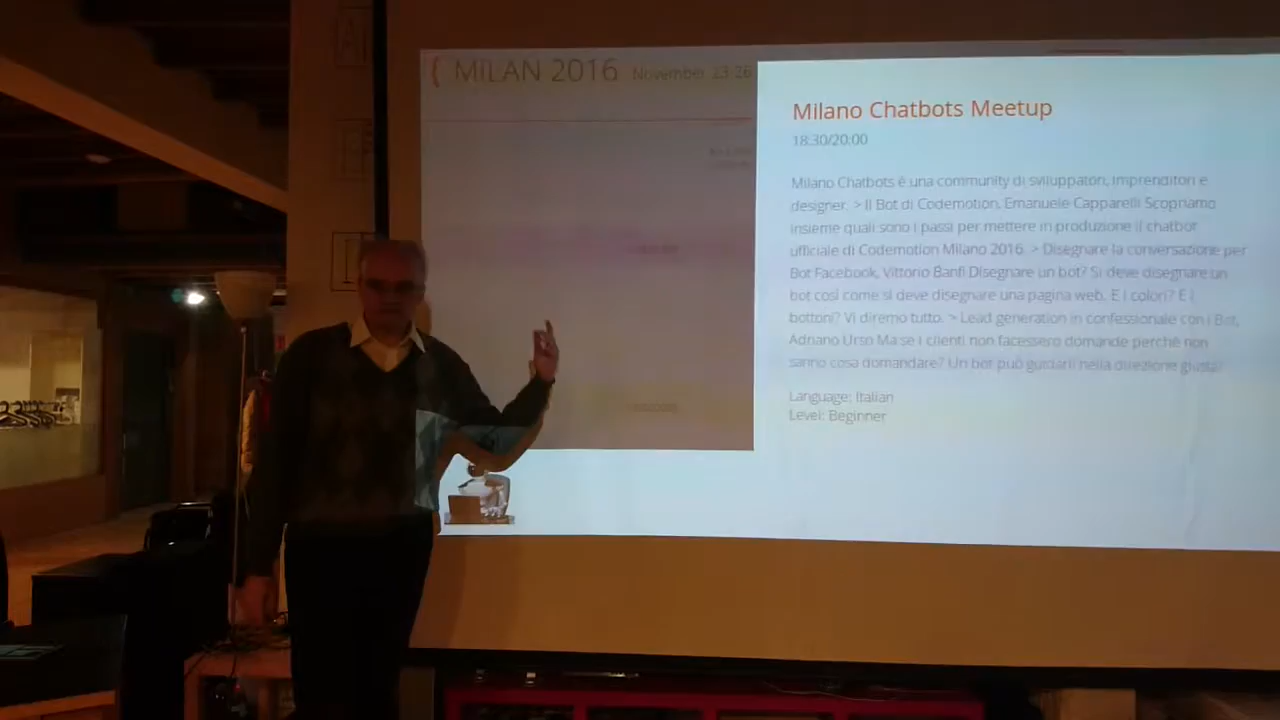 { MILAN 2016 November 23-26
Milano Chatbots Meetup
18:30/20:00
Milano Chatbots è una community di sviluppatori, imprenditori e
designer. > Il Bot di Codemotion, Emanuele Capparelli Scopriamo
insieme quali sono i passi per mettere in produzione il chatbot
ufficiale di Codemotion Milano 2016. > Disegnare la conversazione per
Bot Facebook, Vittorio Banfi Disegnare un bot? Si deve disegnare un
bot così come si deve disegnare una pagina web. E i colori? E i
bottoni? Vi diremo tutto. > Lead generation in confessionale con i Bot,
Adriano Urso Ma se i clienti non facessero domande perché non
sanno cosa domandare? Un bot può guidarli nella direzione giusta!
Language: Italian
Level: Beginner